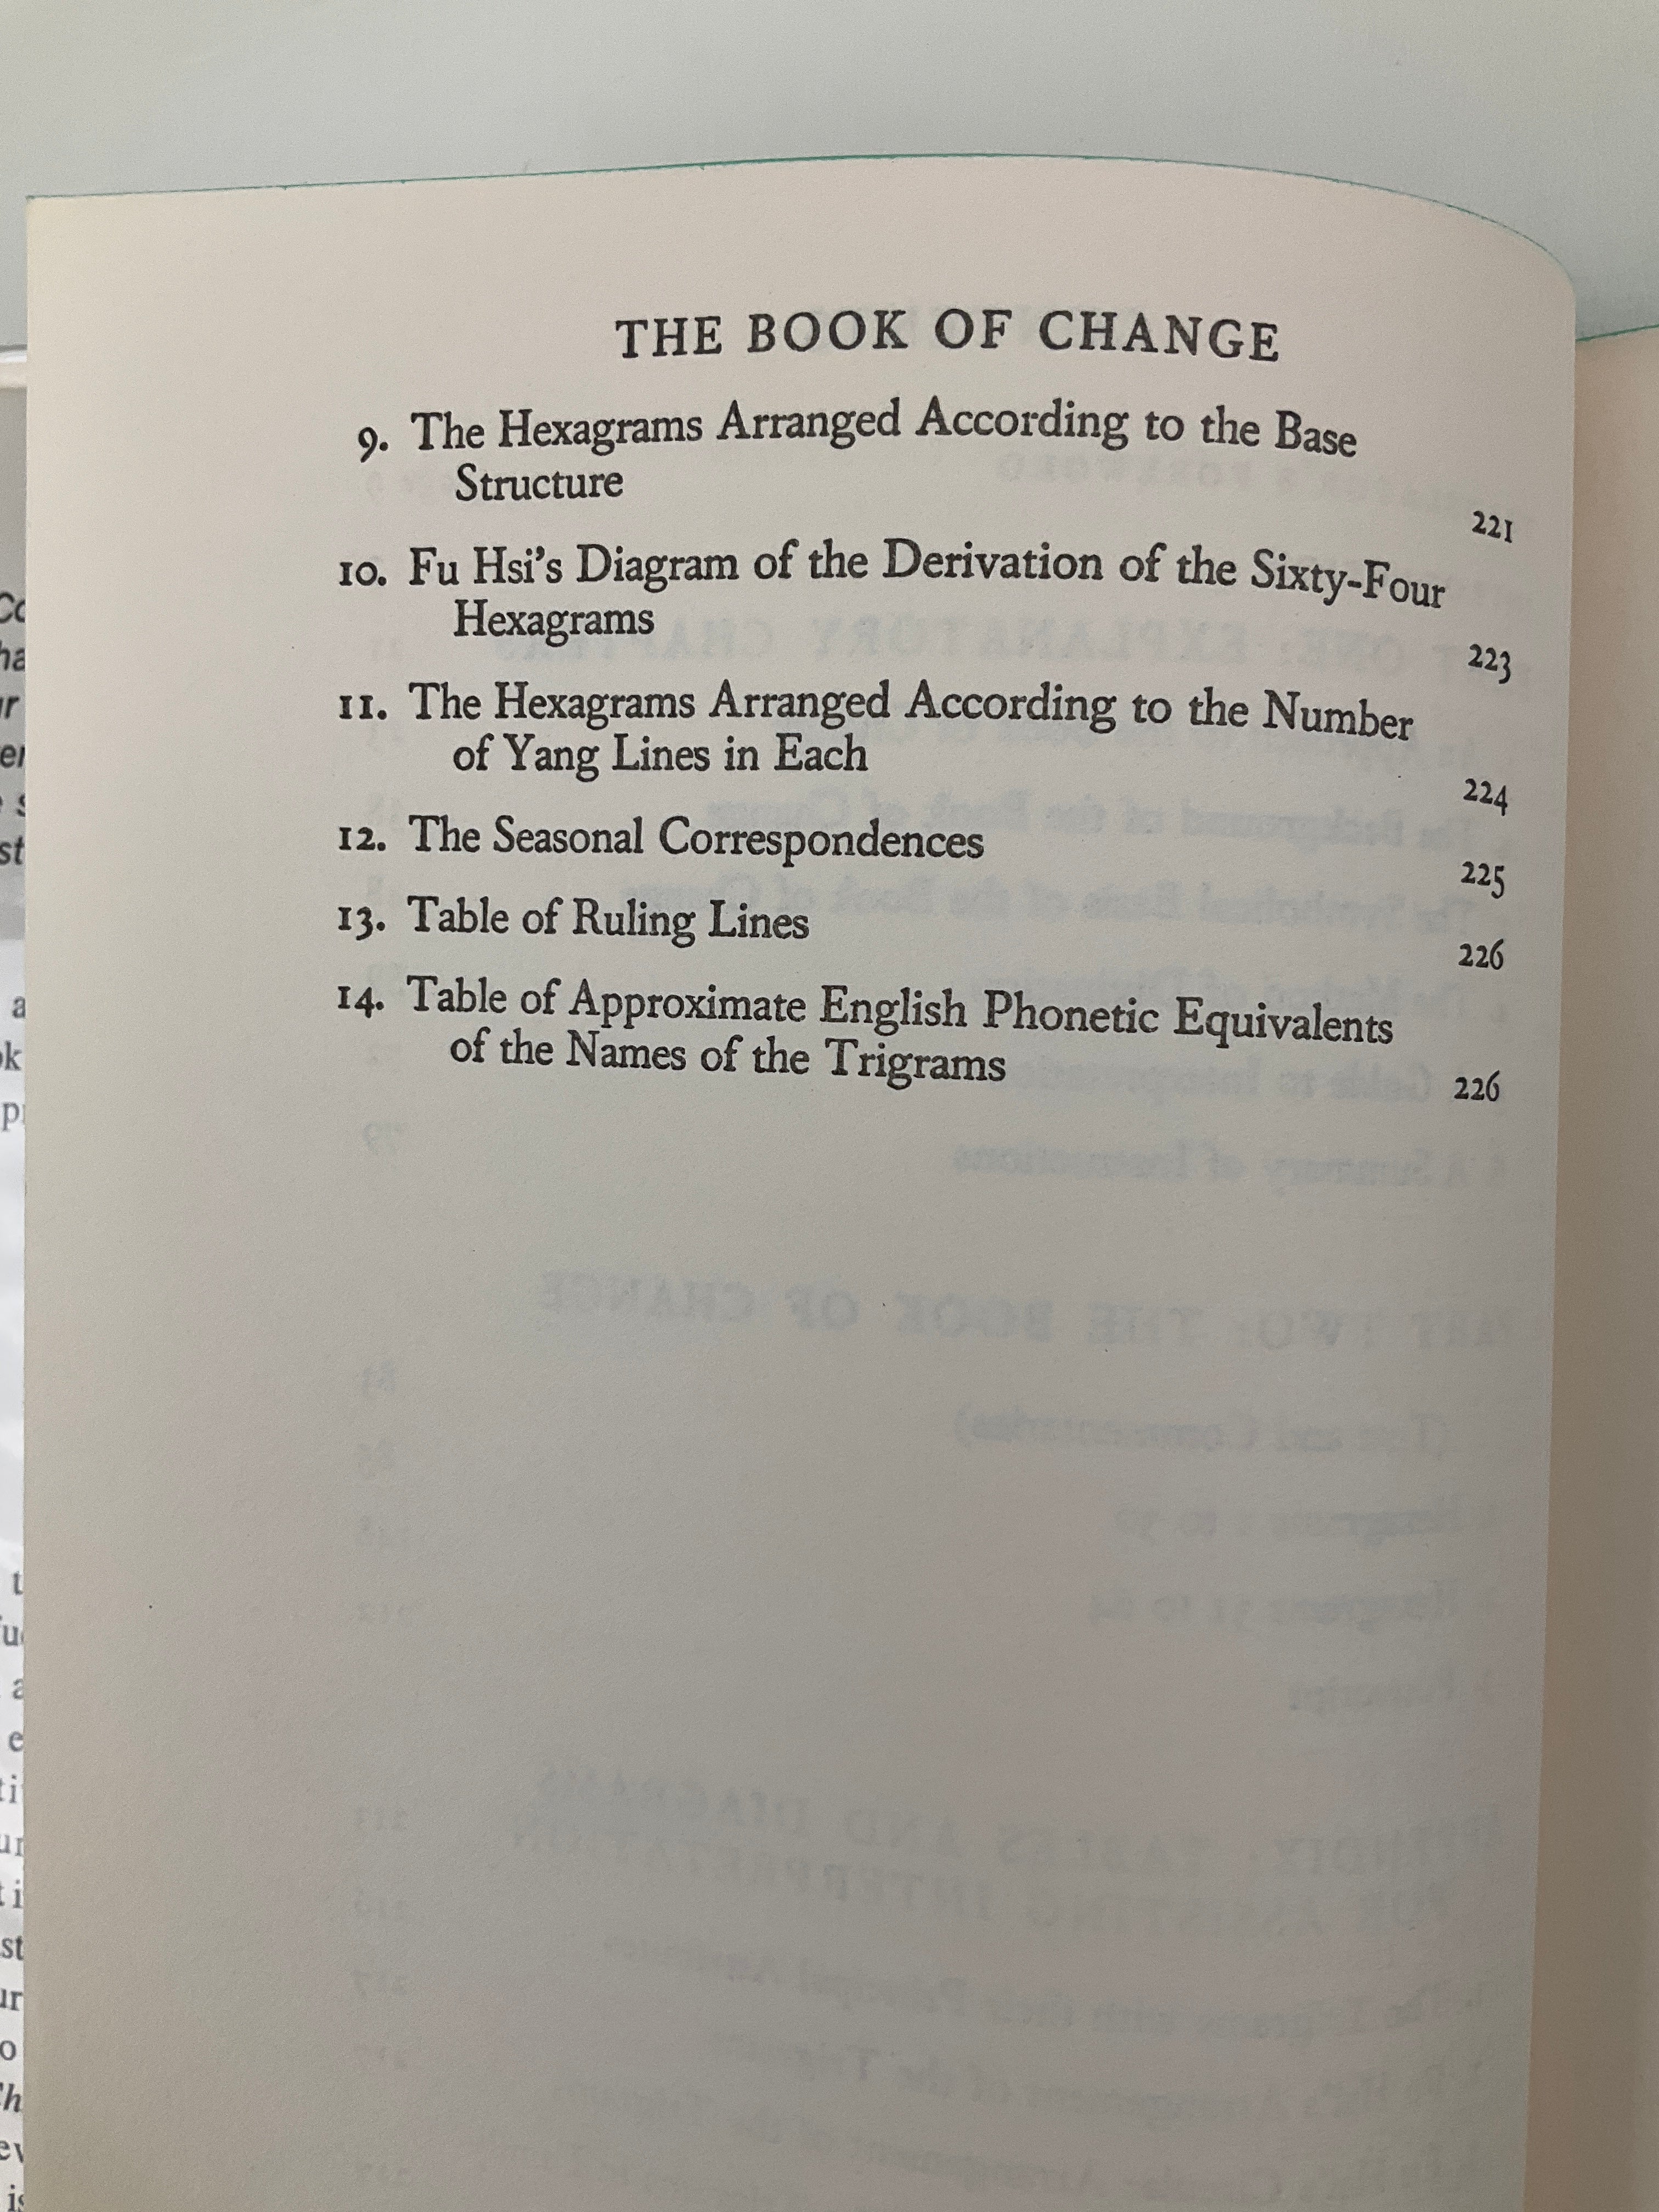 THE BOOK OF CHANGE
9. The Hexagrams Arranged According to the Base
Structure 221
10. Fu Hsi's Diagram of the Derivation of the Sixty-Four
Hexagrams 223
11. The Hexagrams Arranged According to the Number
of Yang Lines in Each 224
12. The Seasonal Correspondences 225
13. Table of Ruling Lines 226
14. Table of Approximate English Phonetic Equivalents
of the Names of the Trigrams 226